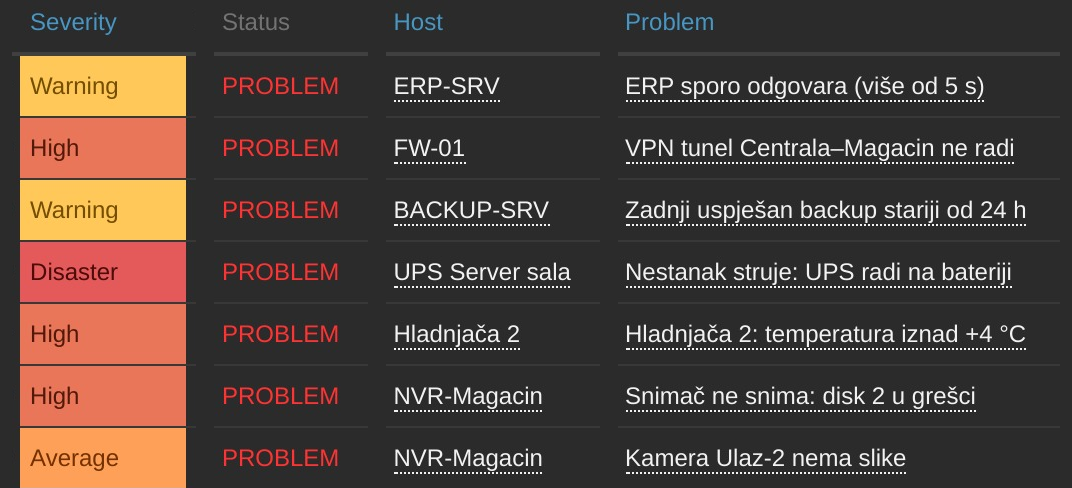 Severity Status Host Problem
Warning PROBLEM ERP-SRV ERP sporo odgovara (više od 5 s)
High PROBLEM FW-01 VPN tunel Centrala–Magacin ne radi
Warning PROBLEM BACKUP-SRV Zadnji uspješan backup stariji od 24 h
Disaster PROBLEM UPS Server sala Nestanak struje: UPS radi na bateriji
High PROBLEM Hladnjača 2 Hladnjača 2: temperatura iznad +4 °C
High PROBLEM NVR-Magacin Snimač ne snima: disk 2 u grešci
Average PROBLEM NVR-Magacin Kamera Ulaz-2 nema slike